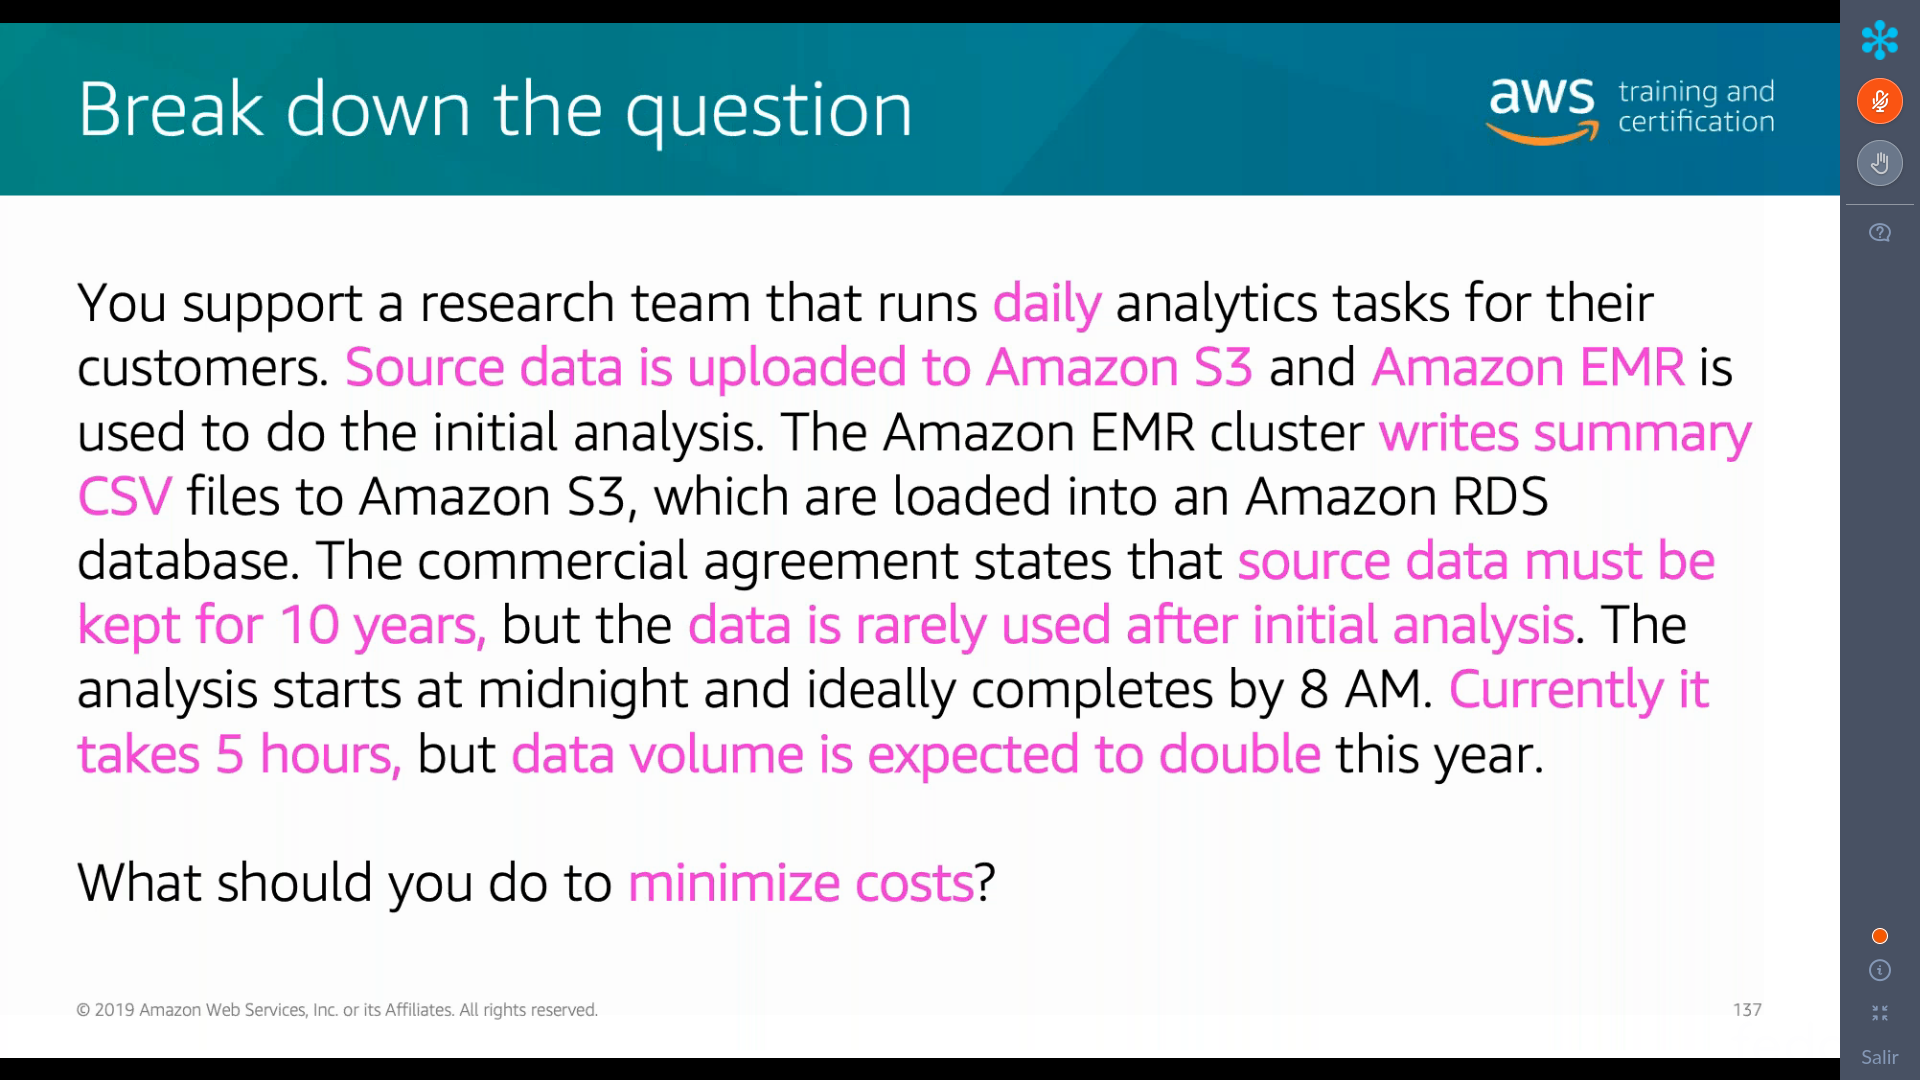 Break down the question
aws training and
certification
You support a research team that runs daily analytics tasks for their
customers. Source data is uploaded to Amazon S3 and Amazon EMR is
used to do the initial analysis. The Amazon EMR cluster writes summary
CSV files to Amazon S3, which are loaded into an Amazon RDS
database. The commercial agreement states that source data must be
kept for 10 years, but the data is rarely used after initial analysis. The
analysis starts at midnight and ideally completes by 8 AM. Currently it
takes 5 hours, but data volume is expected to double this year.
What should you do to minimize costs?
© 2019 Amazon Web Services, Inc. or its Affiliates. All rights reserved.
137
Salir